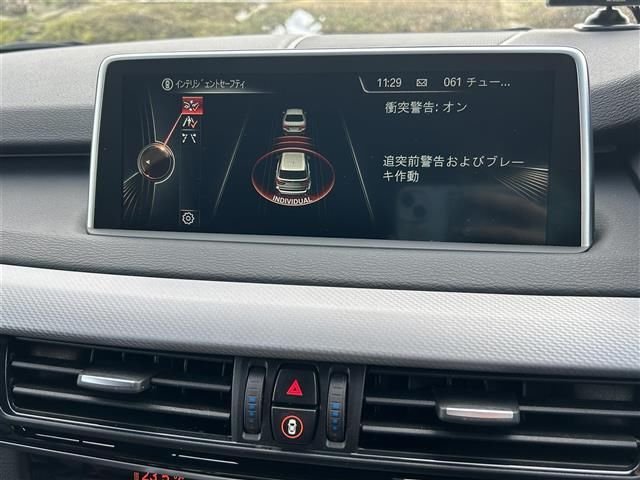 インテリジェントセーフティ
11:29 061 チュー...
衝突警告: オン
追突前警告およびブレー
キ作動
INDIVIDUAL